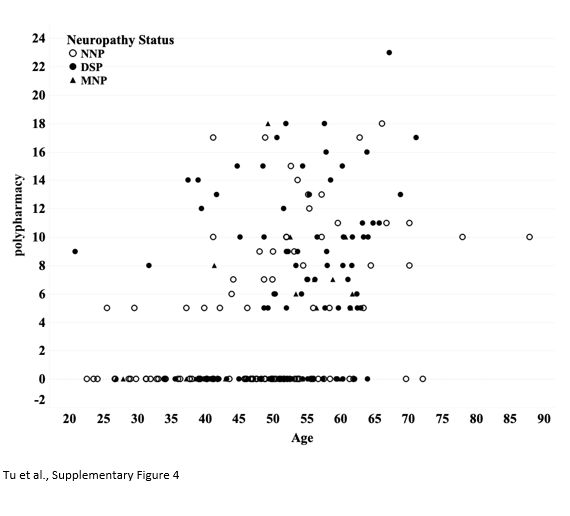 Neuropathy Status
NNP
DSP
MNP
24
22
20
18
16
14
12
10
8
6
4
2
0
-2
polypharmacy
20 25 30 35 40 45 50 55 60 65 70 75 80 85 90
Age
Tu et al., Supplementary Figure 4